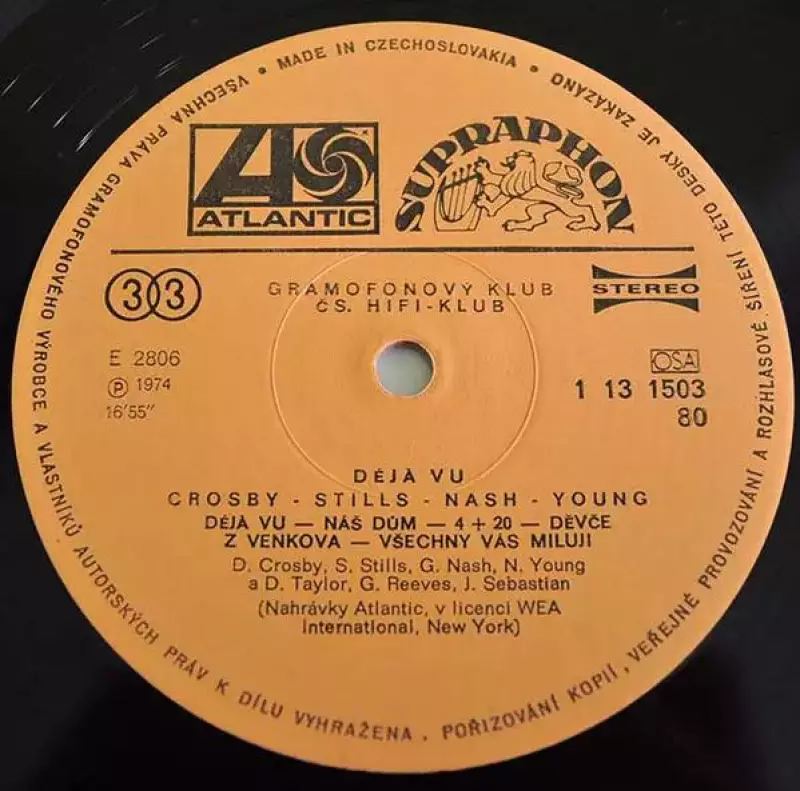 VŠECHNA PRÁVA GRAMOFONOVÉHO VÝROBCE A VLASTNÍKŮ AUTORSKÝCH PRÁV K DÍLU VYHRAŽENA. POŘIZOVÁNÍ KOPIÍ, VEŘEJNÉ PROVOZOVÁNÍ A ROZHLASOVÉ ŠÍŘENÍ TÉTO DESKY JE ZAKÁZÁNO
• MADE IN CZECHOSLOVAKIA •
ATLANTIC
SUPRAPHON
33
GRAMOFONOVÝ KLUB
ČS. HIFI-KLUB
STEREO
E 2806
Ⓟ 1974
16'55"
OSA
1 13 1503
80
DÉJÀ VU
CROSBY - STILLS - NASH - YOUNG
DÉJÀ VU — NÁŠ DŮM — 4 + 20 — DĚVČE
Z VENKOVA — VŠECHNY VÁS MILUJI
D. Crosby, S. Stills, G. Nash, N. Young
a D. Taylor, G. Reeves, J. Sebastian
(Nahrávky Atlantic, v licenci WEA
International, New York)